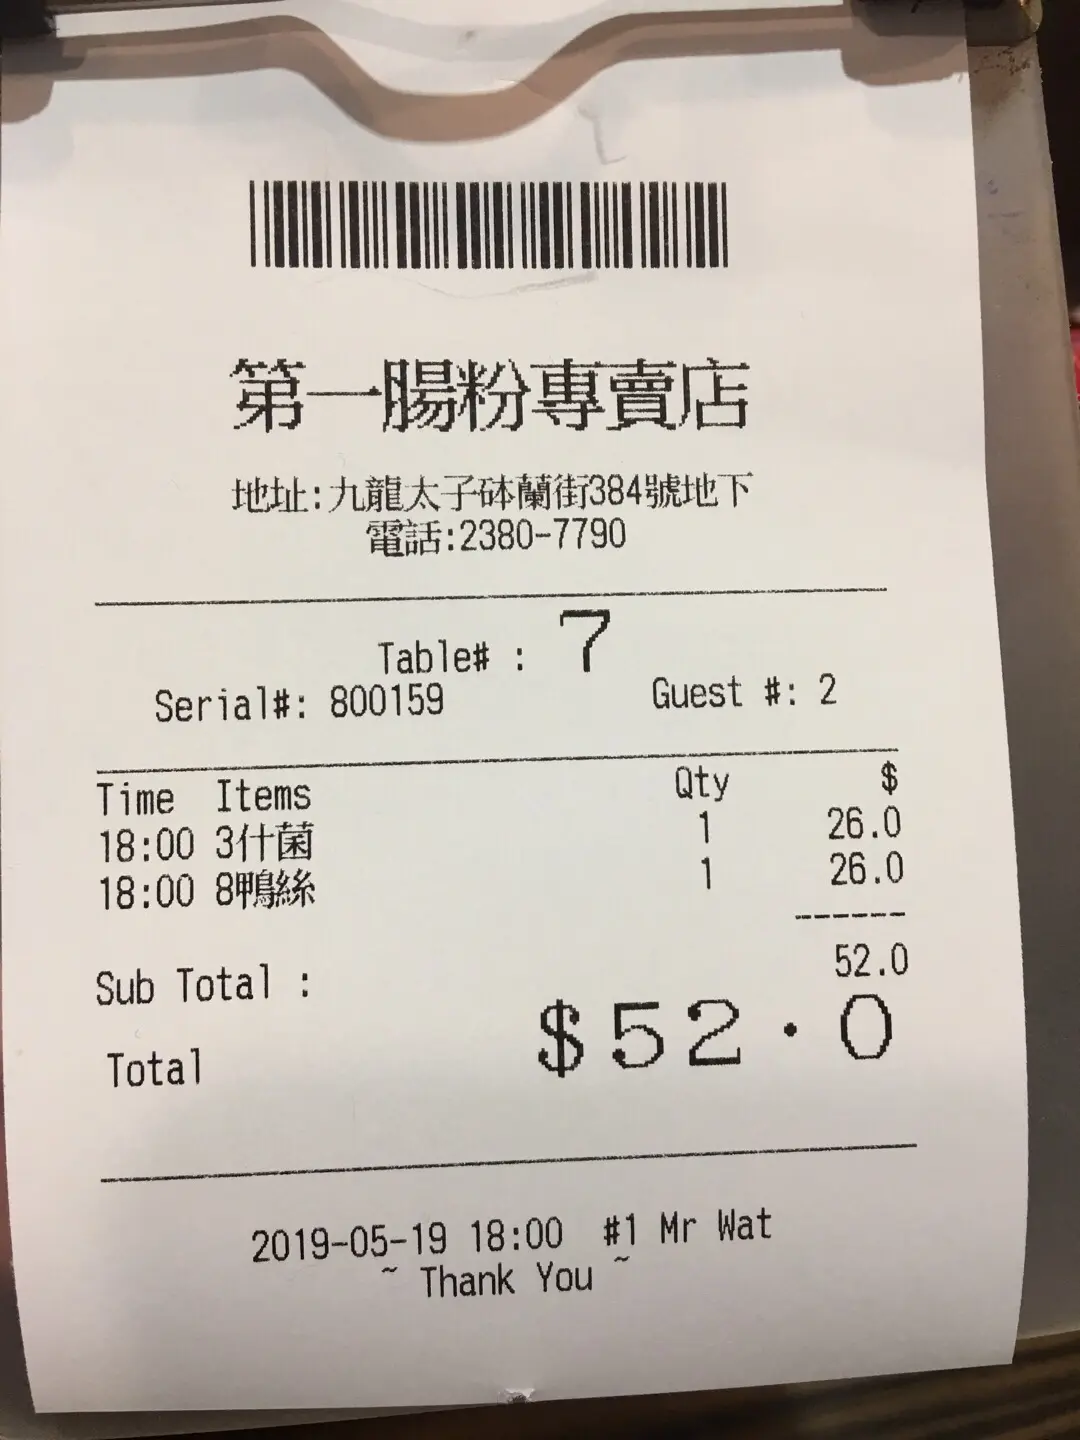 第一腸粉專賣店
地址:九龍太子砵蘭街384號地下
電話:2380-7790
Table# : 7
Serial#: 800159 Guest #: 2
Time Items Qty $
18:00 3什菌 1 26.0
18:00 8鴨絲 1 26.0
------
Sub Total : 52.0
Total $52.0
2019-05-19 18:00 #1 Mr Wat
~ Thank You ~